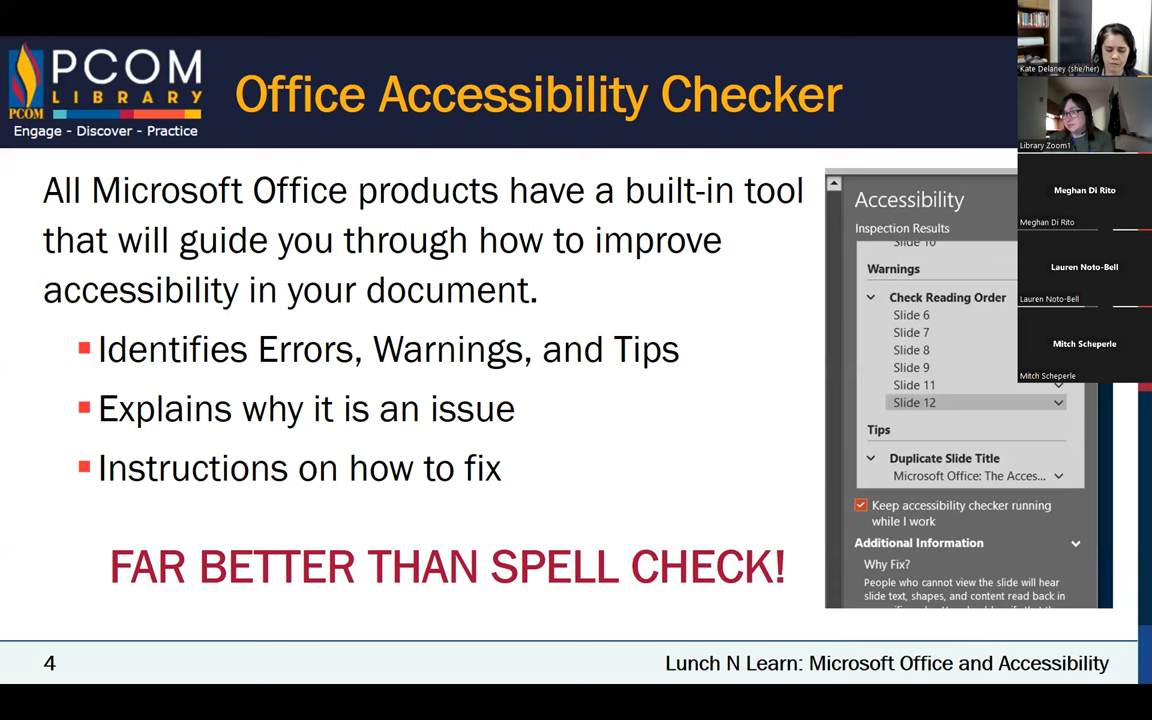 PCOM
LIBRARY
PCOM
Engage - Discover - Practice
Office Accessibility Checker
All Microsoft Office products have a built-in tool
that will guide you through how to improve
accessibility in your document.
Identifies Errors, Warnings, and Tips
Explains why it is an issue
Instructions on how to fix
FAR BETTER THAN SPELL CHECK!
Accessibility
Inspection Results
Slide 10
Warnings
Check Reading Order
Slide 6
Slide 7
Slide 8
Slide 9
Slide 11
Slide 12
Tips
Duplicate Slide Title
Microsoft Office: The Acces...
Keep accessibility checker running
while I work
Additional Information
Why Fix?
People who cannot view the slide will hear
slide text, shapes, and content read back in
Kate Delaney (she/her)
Library Zoom1
Meghan Di Rito
Meghan Di Rito
Lauren Noto-Bell
Lauren Noto-Bell
Mitch Scheperle
Mitch Scheperle
4
Lunch N Learn: Microsoft Office and Accessibility